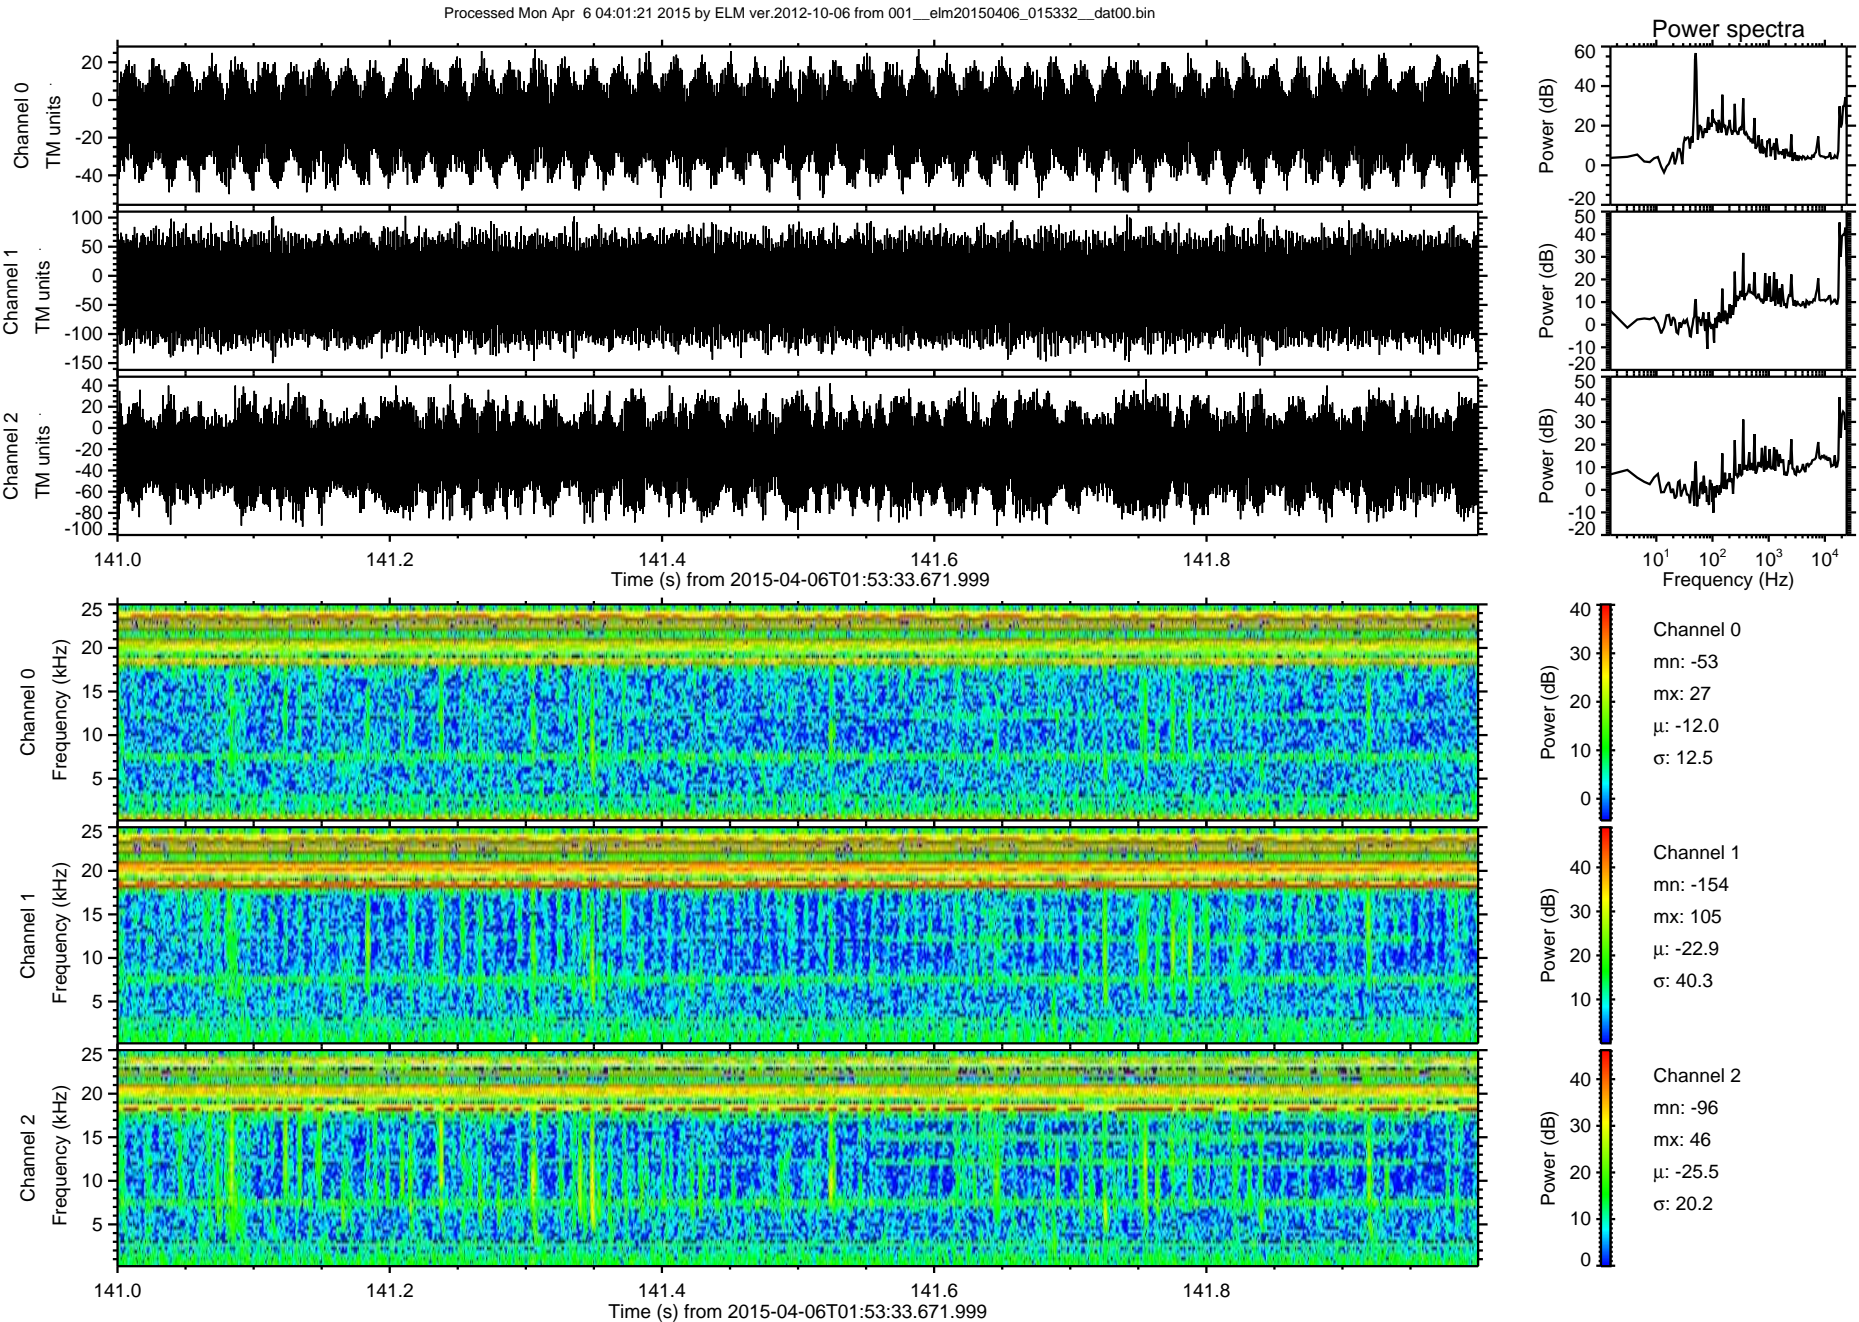 Processed Mon Apr 6 04:01:21 2015 by ELM ver.2012-10-06 from 001__elm20150406_015332__dat00.bin
Power spectra
Channel 0
TM units
20
0
-20
-40
Power (dB)
60
40
20
0
-20
Channel 1
TM units
100
50
0
-50
-100
-150
Power (dB)
50
40
30
20
10
0
-10
-20
Channel 2
TM units
40
20
0
-20
-40
-60
-80
-100
Power (dB)
50
40
30
20
10
0
-10
-20
141.0 141.2 141.4 141.6 141.8
Time (s) from 2015-04-06T01:53:33.671.999
10^1 10^2 10^3 10^4
Frequency (Hz)
Channel 0
Frequency (kHz)
25
20
15
10
5
Power (dB)
40
30
20
10
0
Channel 0
mn: -53
mx: 27
µ: -12.0
σ: 12.5
Channel 1
Frequency (kHz)
25
20
15
10
5
Power (dB)
40
30
20
10
Channel 1
mn: -154
mx: 105
µ: -22.9
σ: 40.3
Channel 2
Frequency (kHz)
25
20
15
10
5
Power (dB)
40
30
20
10
0
Channel 2
mn: -96
mx: 46
µ: -25.5
σ: 20.2
141.0 141.2 141.4 141.6 141.8
Time (s) from 2015-04-06T01:53:33.671.999